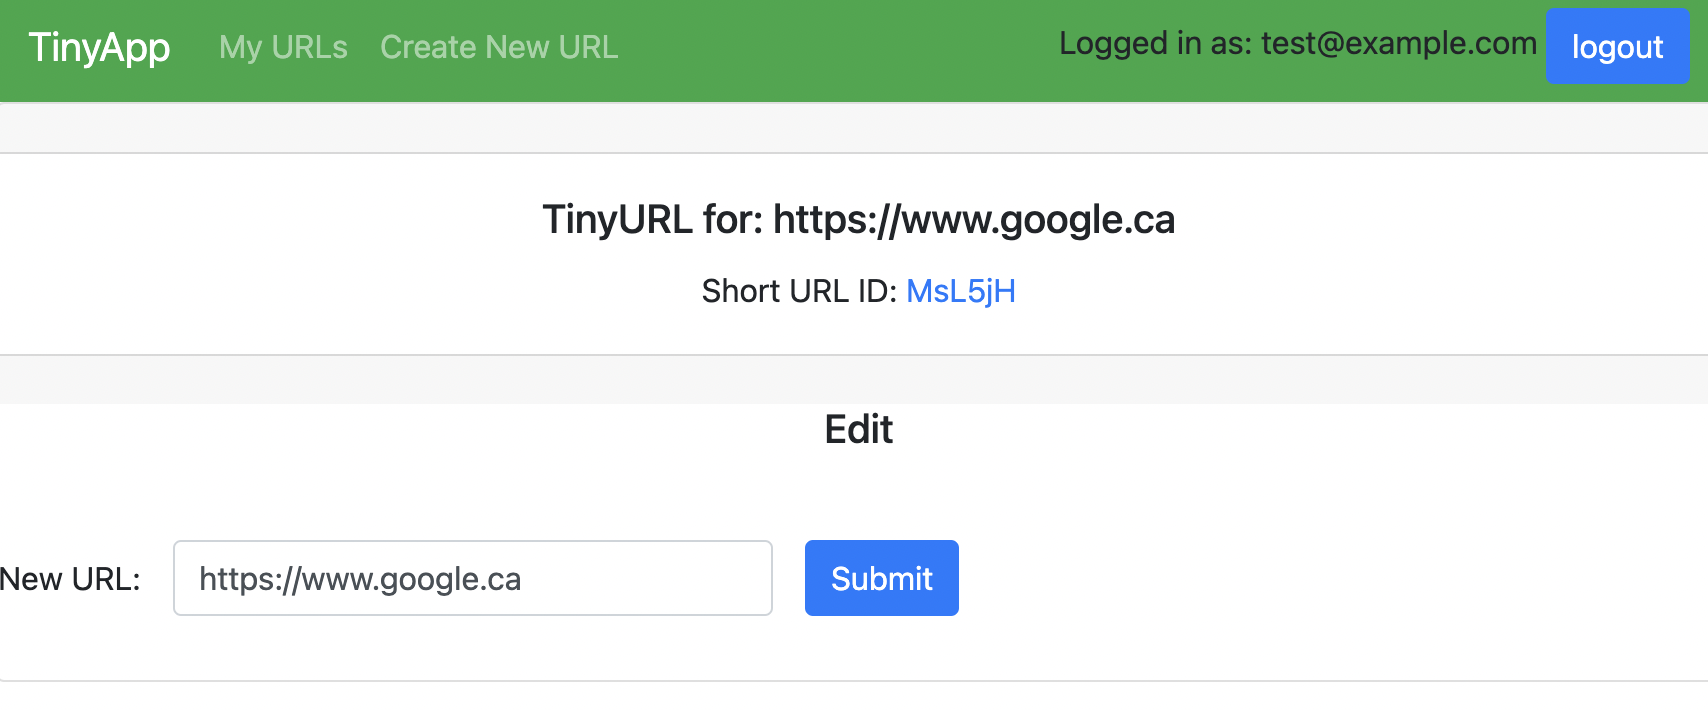 TinyApp My URLs Create New URL Logged in as: test@example.com logout
TinyURL for: https://www.google.ca
Short URL ID: MsL5jH
Edit
New URL: https://www.google.ca Submit